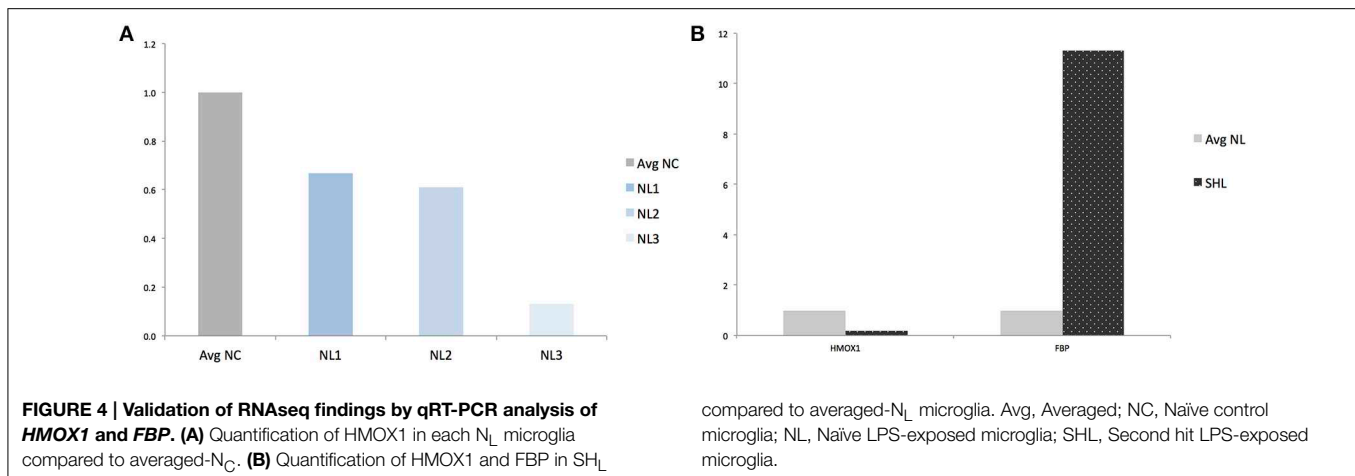 A
1.2
1.0
0.8
0.6
0.4
0.2
0.0
Avg NC
NL1
NL2
NL3
Avg NC
NL1
NL2
NL3
B
12
10
8
6
4
2
0
HMOX1
FBP
Avg NL
SHL
FIGURE 4 | Validation of RNAseq findings by qRT-PCR analysis of
HMOX1 and FBP. (A) Quantification of HMOX1 in each NL microglia
compared to averaged-NC. (B) Quantification of HMOX1 and FBP in SHL
compared to averaged-NL microglia. Avg, Averaged; NC, Naïve control
microglia; NL, Naïve LPS-exposed microglia; SHL, Second hit LPS-exposed
microglia.